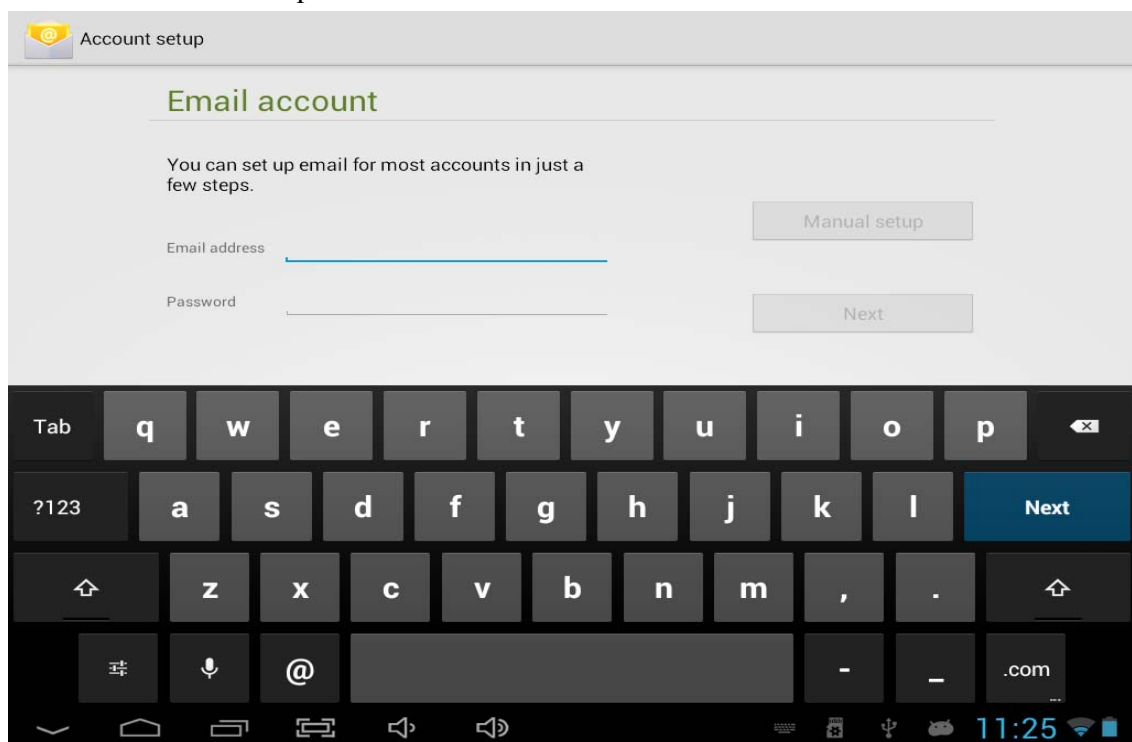 Account setup
Email account
You can set up email for most accounts in just a
few steps.
Manual setup
Email address
Password
Next
Tab q w e r t y u i o p
?123 a s d f g h j k l Next
z x c v b n m , .
@ - _ .com
...
11:25